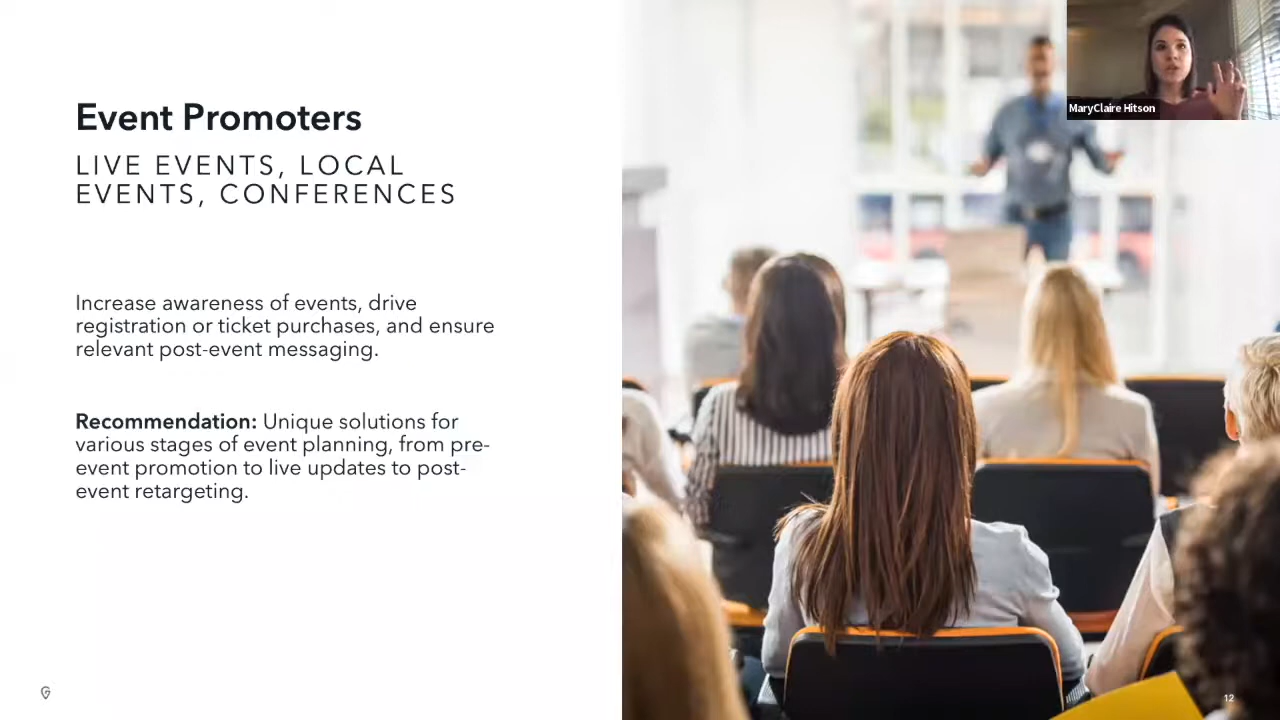 Event Promoters
LIVE EVENTS, LOCAL
EVENTS, CONFERENCES
Increase awareness of events, drive
registration or ticket purchases, and ensure
relevant post-event messaging.
Recommendation: Unique solutions for
various stages of event planning, from pre-
event promotion to live updates to post-
event retargeting.
MaryClaire Hitson
12